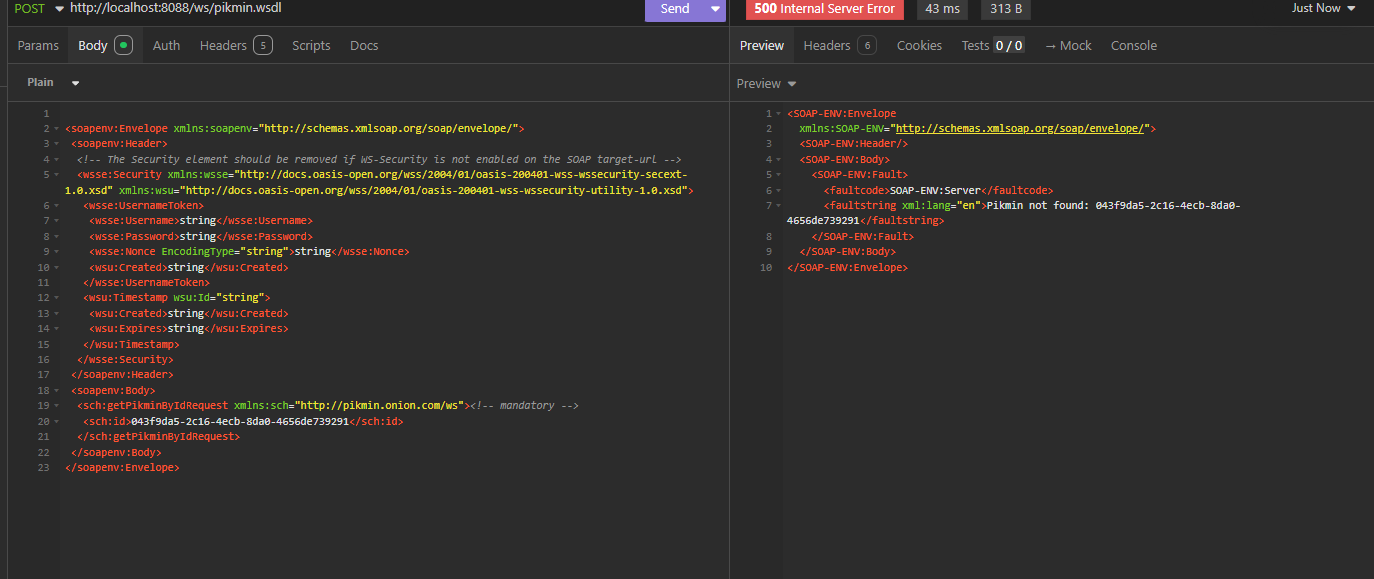 POST http://localhost:8088/ws/pikmin.wsdl Send
500 Internal Server Error 43 ms 313 B Just Now
Params Body Auth Headers 5 Scripts Docs
Preview Headers 6 Cookies Tests 0 / 0 → Mock Console
Plain
Preview
1
2 <soapenv:Envelope xmlns:soapenv="http://schemas.xmlsoap.org/soap/envelope/">
3 <soapenv:Header>
4 <!-- The Security element should be removed if WS-Security is not enabled on the SOAP target-url -->
5 <wsse:Security xmlns:wsse="http://docs.oasis-open.org/wss/2004/01/oasis-200401-wss-wssecurity-secext-
1.0.xsd" xmlns:wsu="http://docs.oasis-open.org/wss/2004/01/oasis-200401-wss-wssecurity-utility-1.0.xsd">
6 <wsse:UsernameToken>
7 <wsse:Username>string</wsse:Username>
8 <wsse:Password>string</wsse:Password>
9 <wsse:Nonce EncodingType="string">string</wsse:Nonce>
10 <wsu:Created>string</wsu:Created>
11 </wsse:UsernameToken>
12 <wsu:Timestamp wsu:Id="string">
13 <wsu:Created>string</wsu:Created>
14 <wsu:Expires>string</wsu:Expires>
15 </wsu:Timestamp>
16 </wsse:Security>
17 </soapenv:Header>
18 <soapenv:Body>
19 <sch:getPikminByIdRequest xmlns:sch="http://pikmin.onion.com/ws"><!-- mandatory -->
20 <sch:id>043f9da5-2c16-4ecb-8da0-4656de739291</sch:id>
21 </sch:getPikminByIdRequest>
22 </soapenv:Body>
23 </soapenv:Envelope>
1 <SOAP-ENV:Envelope
2 xmlns:SOAP-ENV="http://schemas.xmlsoap.org/soap/envelope/">
3 <SOAP-ENV:Header/>
4 <SOAP-ENV:Body>
5 <SOAP-ENV:Fault>
6 <faultcode>SOAP-ENV:Server</faultcode>
7 <faultstring xml:lang="en">Pikmin not found: 043f9da5-2c16-4ecb-8da0-
4656de739291</faultstring>
8 </SOAP-ENV:Fault>
9 </SOAP-ENV:Body>
10 </SOAP-ENV:Envelope>